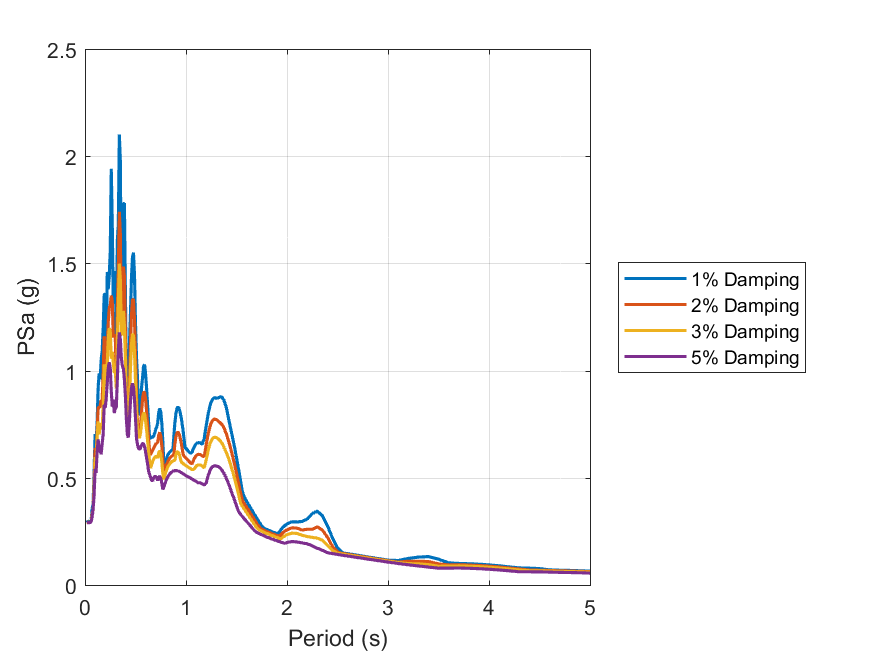 2.5
2
1.5
1
0.5
0
0 1 2 3 4 5
PSa (g)
Period (s)
1% Damping
2% Damping
3% Damping
5% Damping